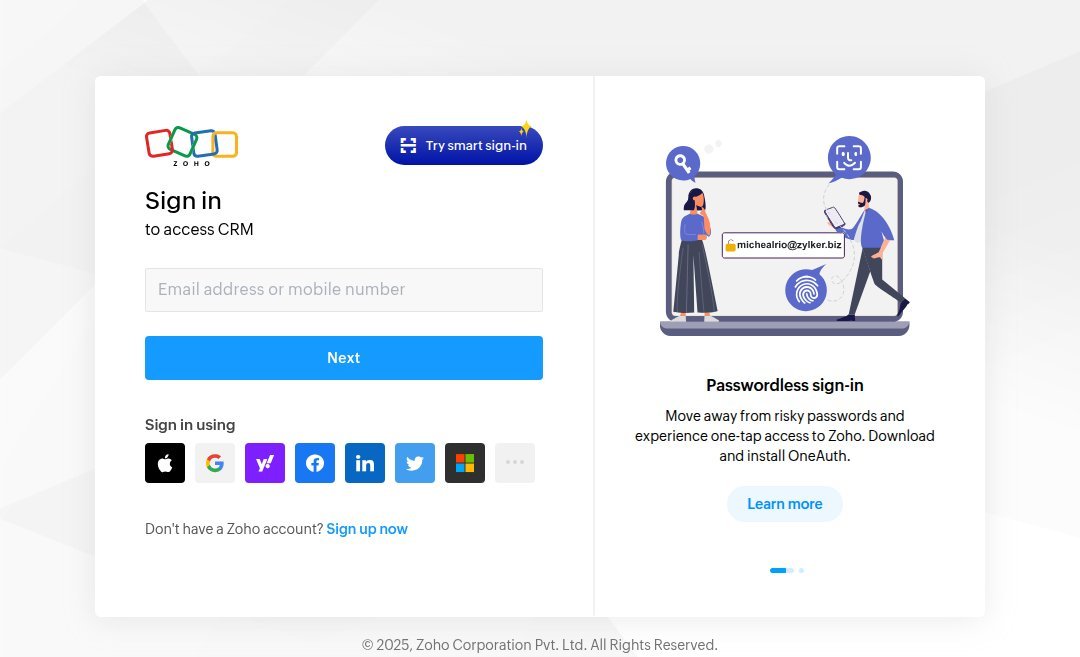 ZOHO
Try smart sign-in
Sign in
to access CRM
Email address or mobile number
Next
Sign in using
y!
in
Don't have a Zoho account? Sign up now
michealrio@zylker.biz
Passwordless sign-in
Move away from risky passwords and
experience one-tap access to Zoho. Download
and install OneAuth.
Learn more
© 2025, Zoho Corporation Pvt. Ltd. All Rights Reserved.